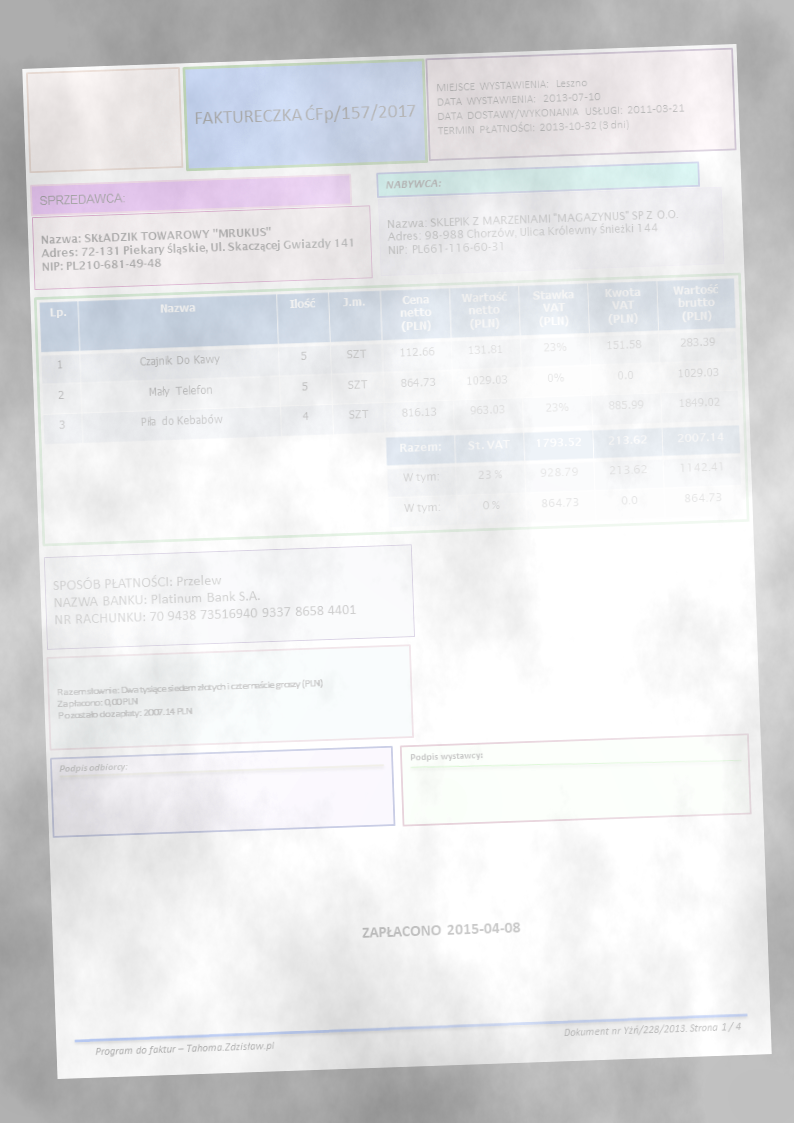 FAKTURECZKA ĆFp/157/2017
MIEJSCE WYSTAWIENIA: Leszno
DATA WYSTAWIENIA: 2013-07-10
DATA DOSTAWY/WYKONANIA USŁUGI: 2011-03-21
TERMIN PŁATNOŚCI: 2013-10-32 (3 dni)
SPRZEDAWCA:
Nazwa: SKŁADZIK TOWAROWY "MRUKUS"
Adres: 72-131 Piekary Śląskie, Ul. Skaczącej Gwiazdy 141
NIP: PL210-681-49-48
NABYWCA:
Nazwa: SKLEPIK Z MARZENIAMI "MAGAZYNUS" SP Z O.O.
Adres: 98-988 Chorzów, Ulica Królewny Śnieżki 144
NIP: PL661-116-60-31
Lp. Nazwa Ilość J.m. Cena netto (PLN) Wartość netto (PLN) Stawka VAT (PLN) Kwota VAT (PLN) Wartość brutto (PLN)
1 Czajnik Do Kawy 5 SZT 112.66 131.81 23% 151.58 283.39
2 Mały Telefon 5 SZT 864.73 1029.03 0% 0.0 1029.03
3 Piła do Kebabów 4 SZT 816.13 963.03 23% 885.99 1849.02
Razem: St. VAT 1793.52 213.62 2007.14
W tym: 23% 928.79 213.62 1142.41
W tym: 0% 864.73 0.0 864.73
SPOSÓB PŁATNOŚCI: Przelew
NAZWA BANKU: Platinum Bank S.A.
NR RACHUNKU: 70 9438 73516940 9337 8658 4401
Razem słownie: Dwa tysiące siedem złotych i czternaście groszy (PLN)
Zapłacono: 0,00 PLN
Pozostało do zapłaty: 2007.14 PLN
Podpis odbiorcy:
Podpis wystawcy:
ZAPŁACONO 2015-04-08
Program do faktur – Tahoma.Zdzisław.pl
Dokument nr YŻń/228/2013. Strona 1 / 4